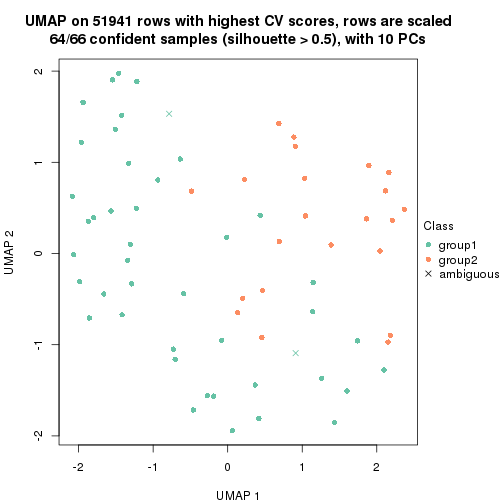 UMAP on 51941 rows with highest CV scores, rows are scaled
64/66 confident samples (silhouette > 0.5), with 10 PCs
2
1
0
-1
-2
UMAP 2
-2
-1
0
1
2
UMAP 1
Class
group1
group2
ambiguous